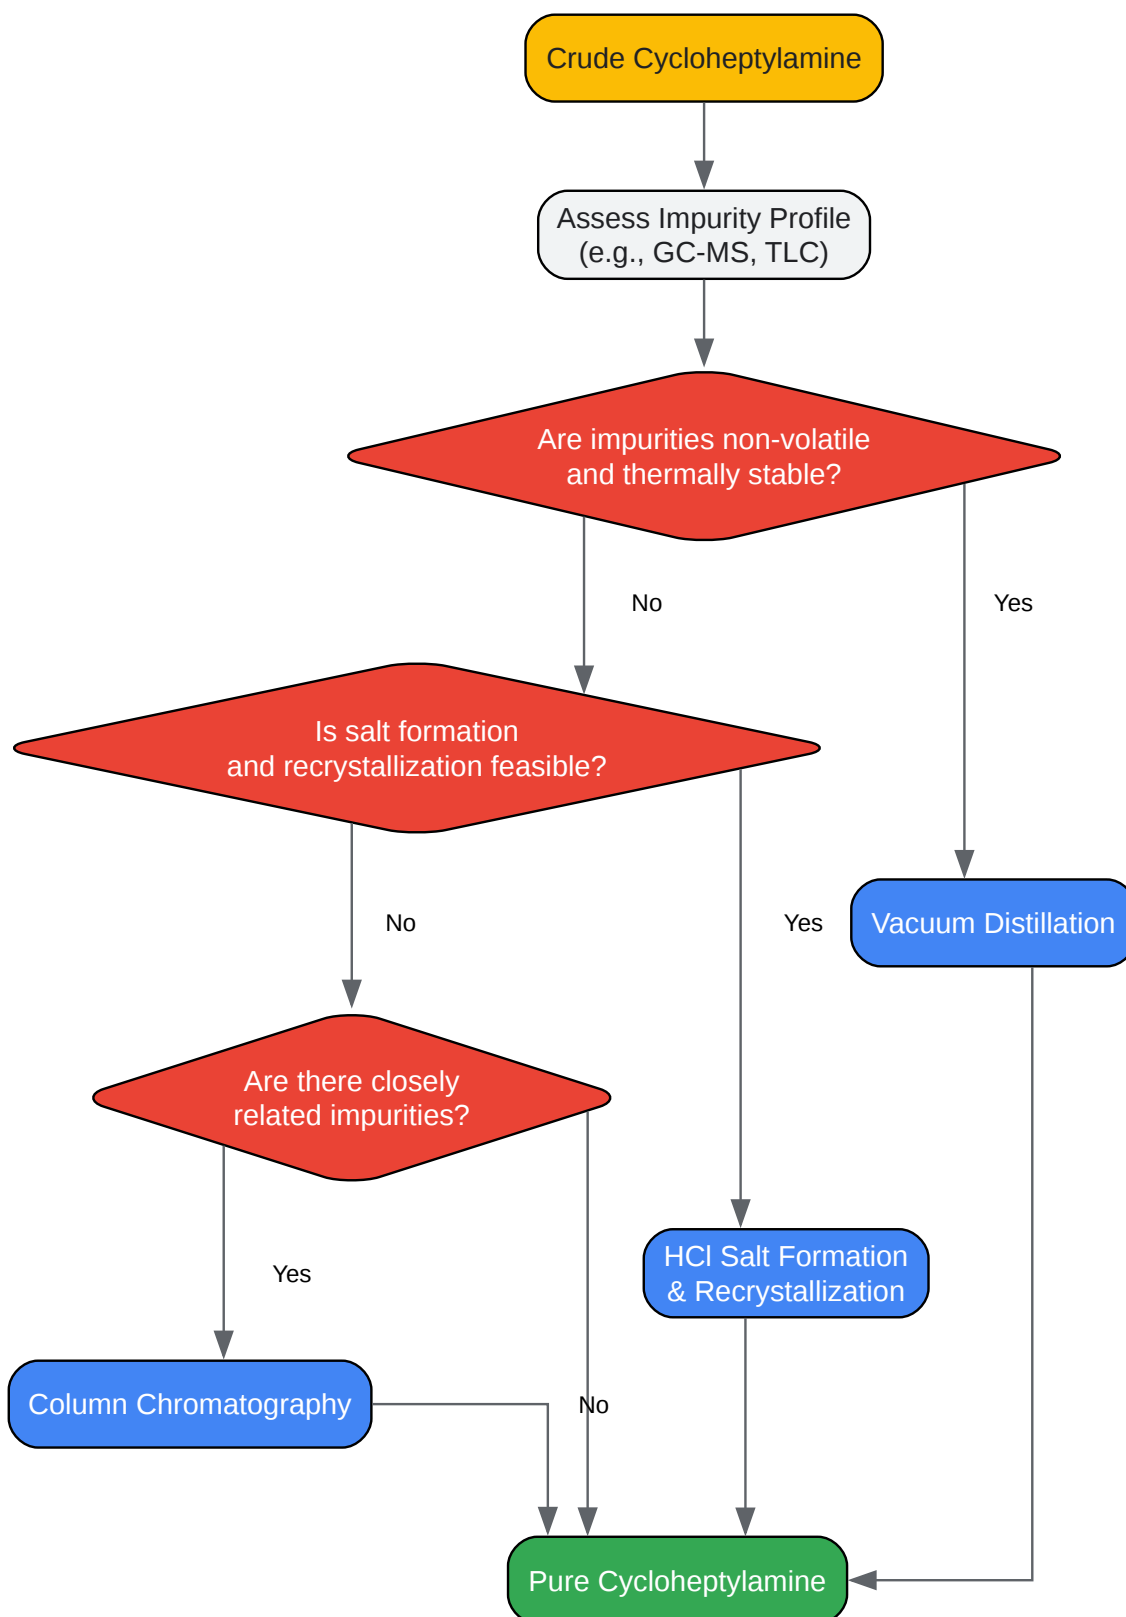 Crude Cycloheptylamine
Assess Impurity Profile
(e.g., GC-MS, TLC)
Are impurities non-volatile
and thermally stable?
No
Yes
Is salt formation
and recrystallization feasible?
No
Yes
Vacuum Distillation
Are there closely
related impurities?
Yes
HCl Salt Formation
& Recrystallization
Column Chromatography
No
Pure Cycloheptylamine